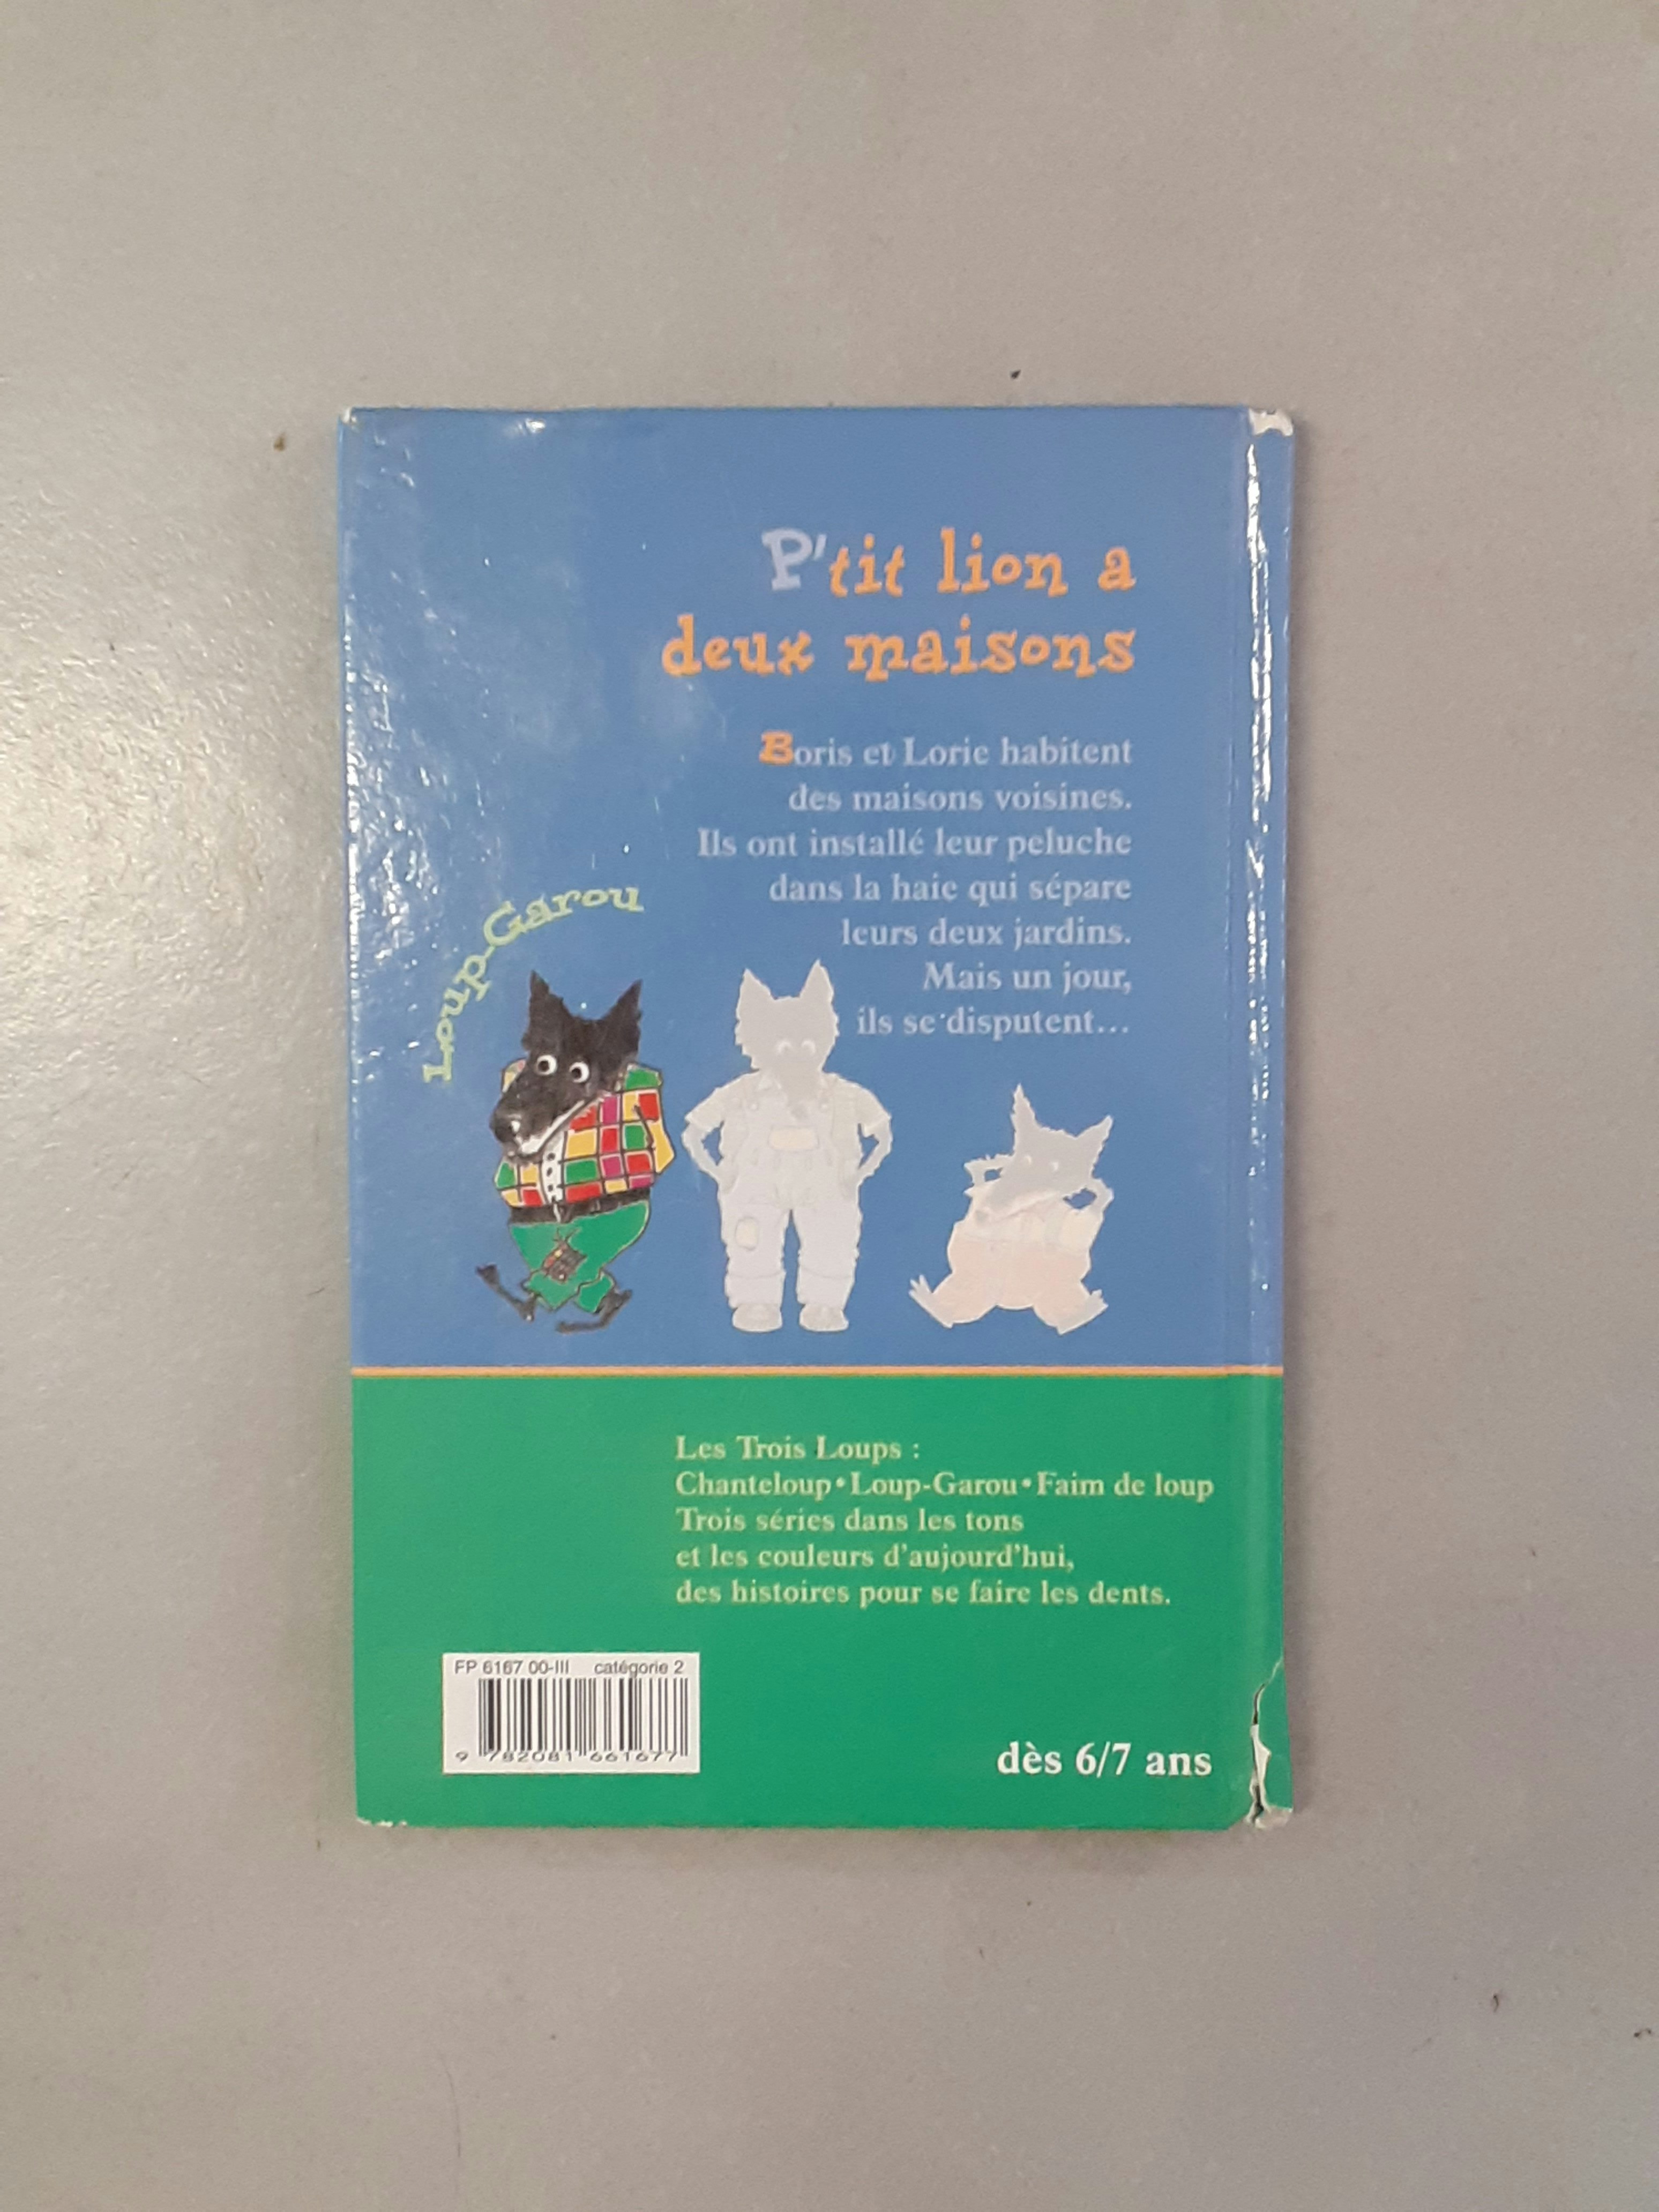 P'tit lion a
deux maisons
Boris et Lorie habitent
des maisons voisines.
Ils ont installé leur peluche
dans la haie qui sépare
leurs deux jardins.
Mais un jour,
ils se disputent...
Loup-Garou
Les Trois Loups :
Chanteloup • Loup-Garou • Faim de loup
Trois séries dans les tons
et les couleurs d'aujourd'hui,
des histoires pour se faire les dents.
FP 6167 00-III catégorie 2
9 782081 661677
dès 6/7 ans